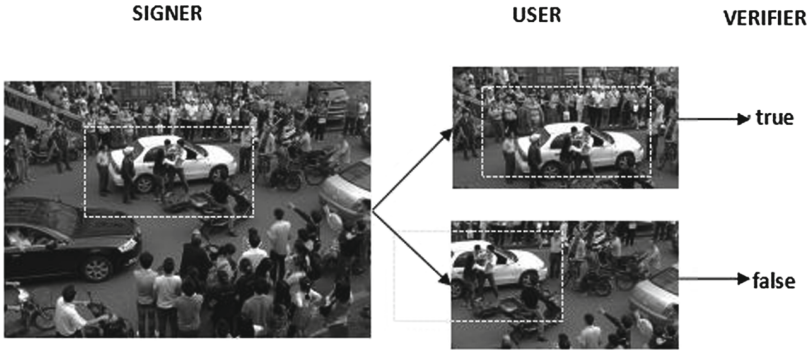 SIGNER
USER
VERIFIER
true
false